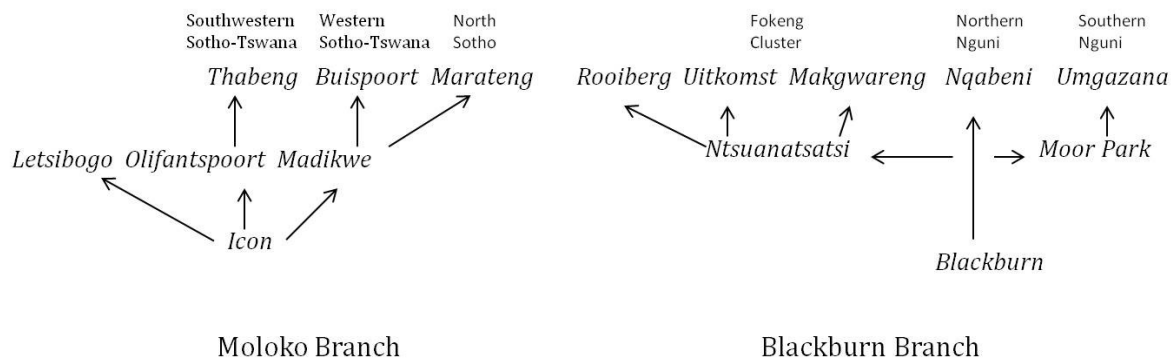 Southwestern
Sotho-Tswana
Western
Sotho-Tswana
North
Sotho
Fokeng
Cluster
Northern
Nguni
Southern
Nguni
Thabeng Buispoort Marateng
Rooiberg Uitkomst Makgwareng Nqabeni Umgazana
Letsibogo Olifantspoort Madikwe
Ntsuanatsatsi
Moor Park
Icon
Blackburn
Moloko Branch
Blackburn Branch